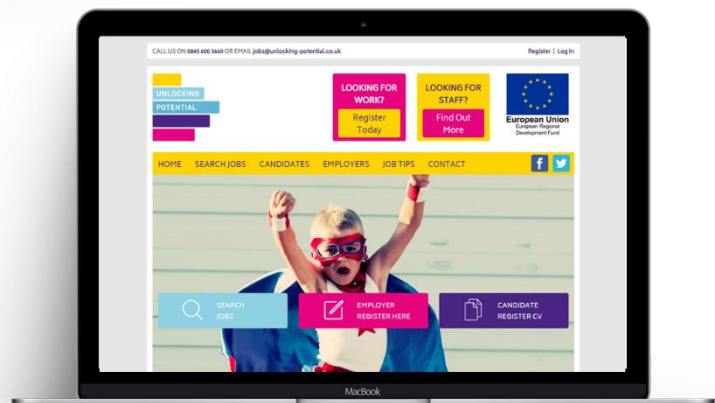 CALL US ON 0845 600 3660 OR EMAIL jobs@unlocking-potential.co.uk
Register | Log In
UNLOCKING
POTENTIAL
LOOKING FOR
WORK?
Register
Today
LOOKING FOR
STAFF?
Find Out
More
European Union
European Regional
Development Fund
HOME SEARCH JOBS CANDIDATES EMPLOYERS JOB TIPS CONTACT
f
SEARCH
JOBS
EMPLOYER
REGISTER HERE
CANDIDATE
REGISTER CV
MacBook